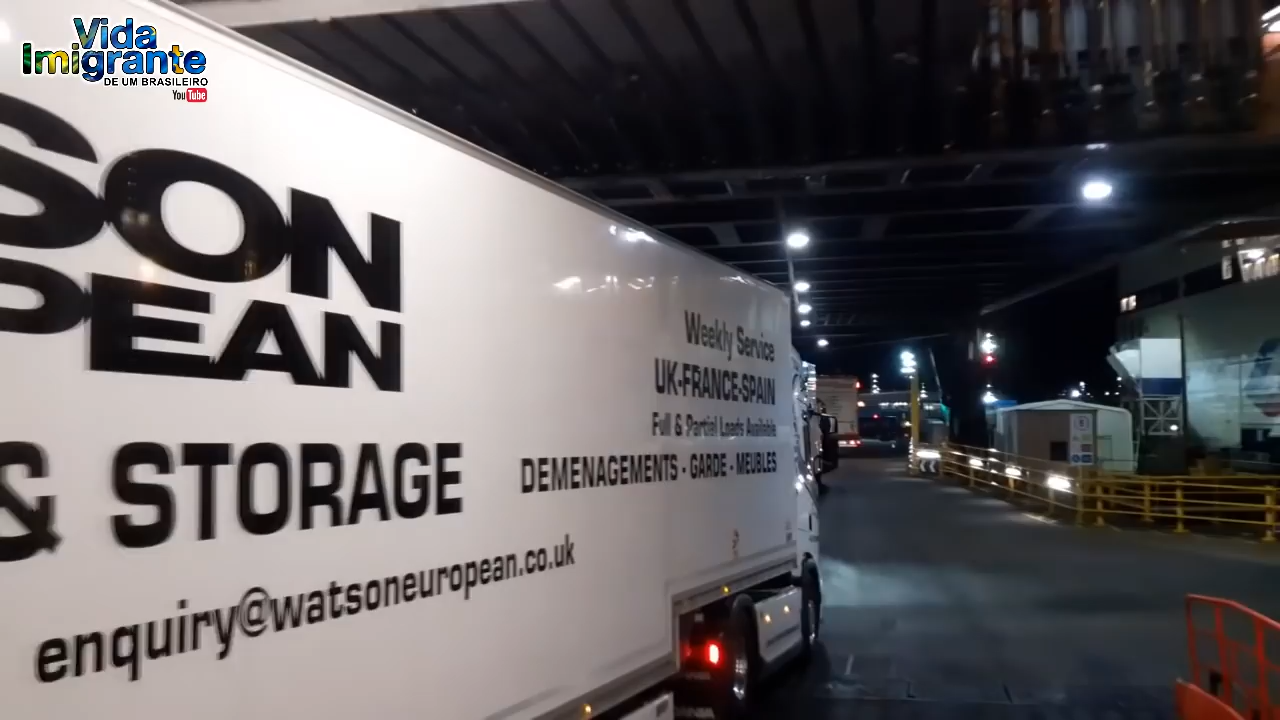 Vida
Imigrante
DE UM BRASILEIRO
YouTube
SON
PEAN
& STORAGE
enquiry@watsoneuropean.co.uk
Weekly Service
UK-FRANCE-SPAIN
Full & Partial Loads Available
DEMENAGEMENTS - GARDE - MEUBLES